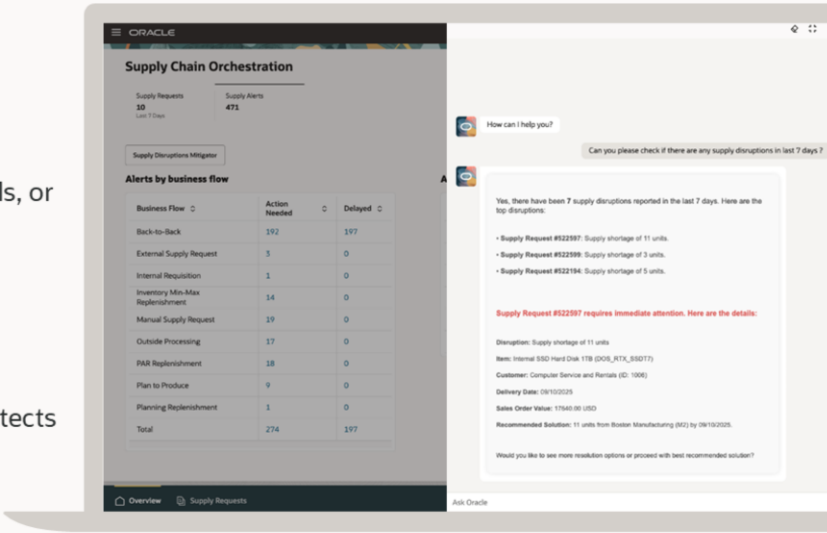 ls, or
tects
ORACLE
Supply Chain Orchestration
Supply Requests
10
Last 7 Days
Supply Alerts
471
Supply Disruptions Mitigator
Alerts by business flow
A
Business Flow Action Needed Delayed
Back-to-Back 192 197
External Supply Request 3 0
Internal Requisition 1 0
Inventory Min-Max
Replenishment 14 0
Manual Supply Request 19 0
Outside Processing 17 0
PAR Replenishment 18 0
Plan to Produce 9 0
Planning Replenishment 1 0
Total 274 197
Overview Supply Requests
How can I help you?
Can you please check if there are any supply disruptions in last 7 days ?
Yes, there have been 7 supply disruptions reported in the last 7 days. Here are the
top disruptions:
• Supply Request #522597: Supply shortage of 11 units.
• Supply Request #522599: Supply shortage of 3 units.
• Supply Request #522194: Supply shortage of 5 units.
Supply Request #522597 requires immediate attention. Here are the details:
Disruption: Supply shortage of 11 units
Item: Internal SSD Hard Disk 1TB (DOS_RTX_SSDT7)
Customer: Computer Service and Rentals (ID: 1006)
Delivery Date: 09/10/2025
Sales Order Value: 17640.00 USD
Recommended Solution: 11 units from Boston Manufacturing (M2) by 09/10/2025.
Would you like to see more resolution options or proceed with best recommended solution?
Ask Oracle